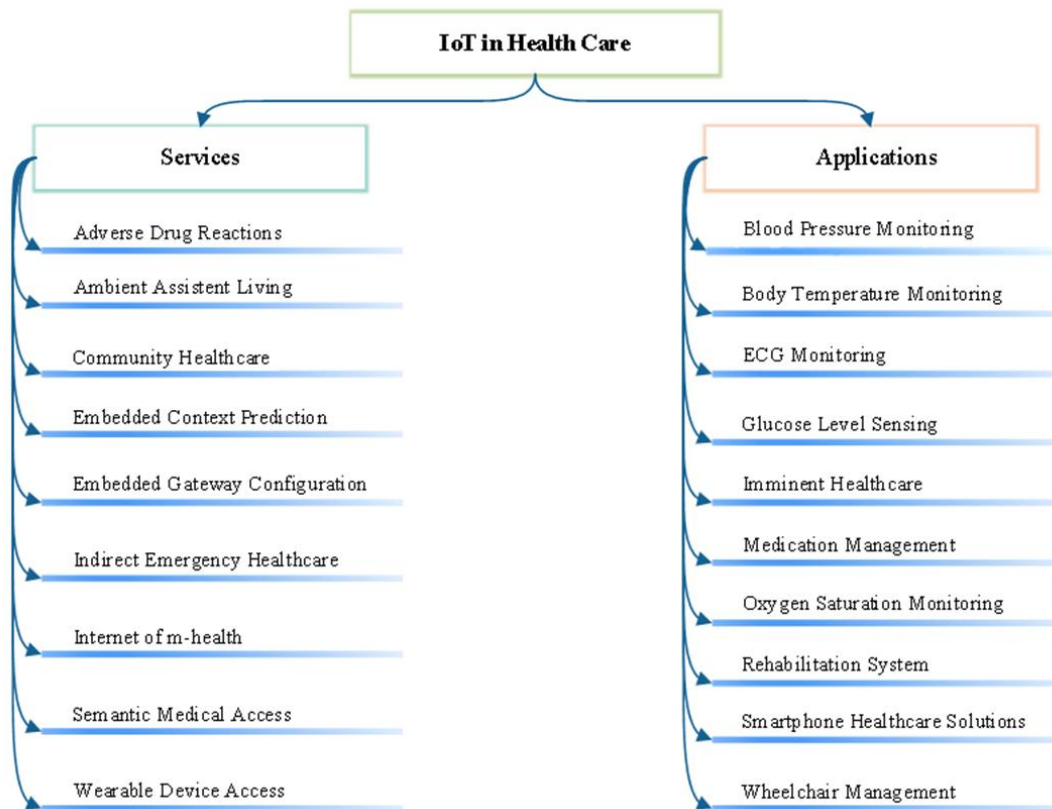 IoT in Health Care
Services
Adverse Drug Reactions
Ambient Assistent Living
Community Healthcare
Embedded Context Prediction
Embedded Gateway Configuration
Indirect Emergency Healthcare
Internet of m-health
Semantic Medical Access
Wearable Device Access
Applications
Blood Pressure Monitoring
Body Temperature Monitoring
ECG Monitoring
Glucose Level Sensing
Imminent Healthcare
Medication Management
Oxygen Saturation Monitoring
Rehabilitation System
Smartphone Healthcare Solutions
Wheelchair Management